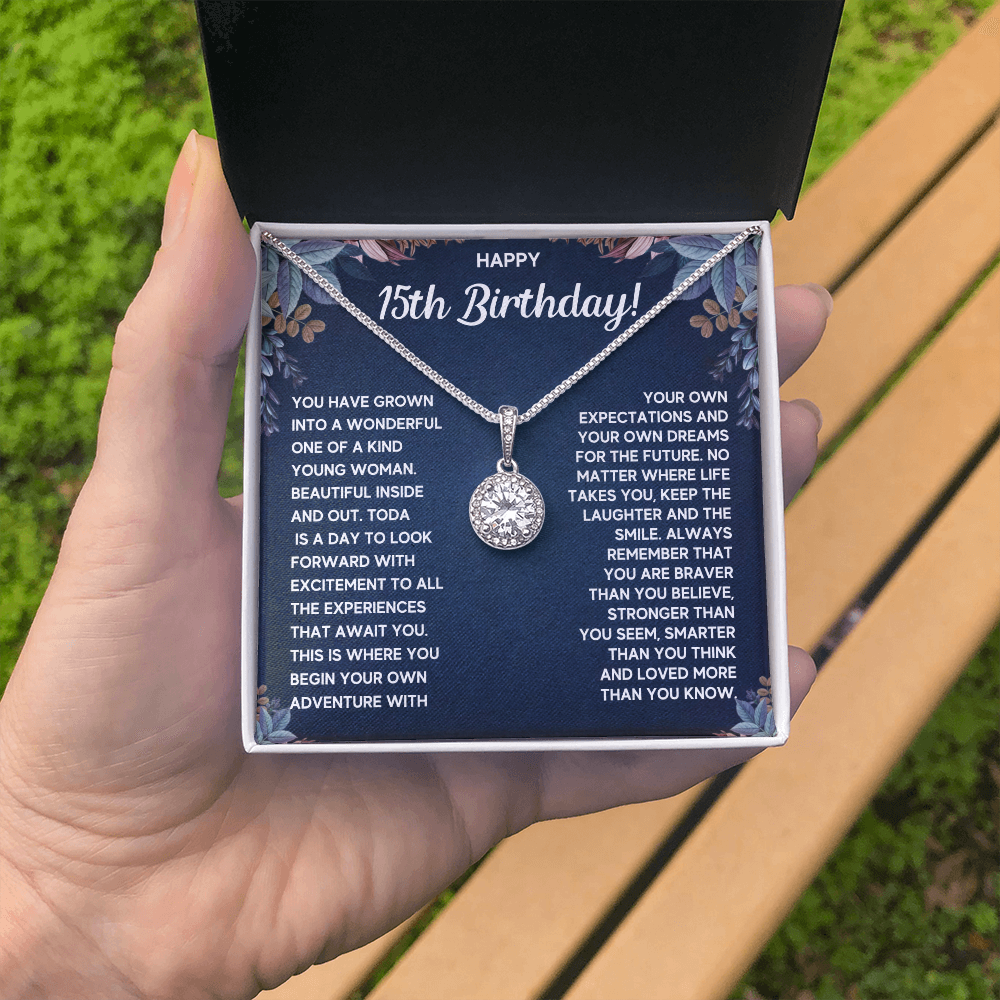 HAPPY
15th Birthday!
YOU HAVE GROWN
INTO A WONDERFUL
ONE OF A KIND
YOUNG WOMAN.
BEAUTIFUL INSIDE
AND OUT. TODA
IS A DAY TO LOOK
FORWARD WITH
EXCITEMENT TO ALL
THE EXPERIENCES
THAT AWAIT YOU.
THIS IS WHERE YOU
BEGIN YOUR OWN
ADVENTURE WITH
YOUR OWN
EXPECTATIONS AND
YOUR OWN DREAMS
FOR THE FUTURE. NO
MATTER WHERE LIFE
TAKES YOU, KEEP THE
LAUGHTER AND THE
SMILE. ALWAYS
REMEMBER THAT
YOU ARE BRAVER
THAN YOU BELIEVE,
STRONGER THAN
YOU SEEM, SMARTER
THAN YOU THINK
AND LOVED MORE
THAN YOU KNOW.